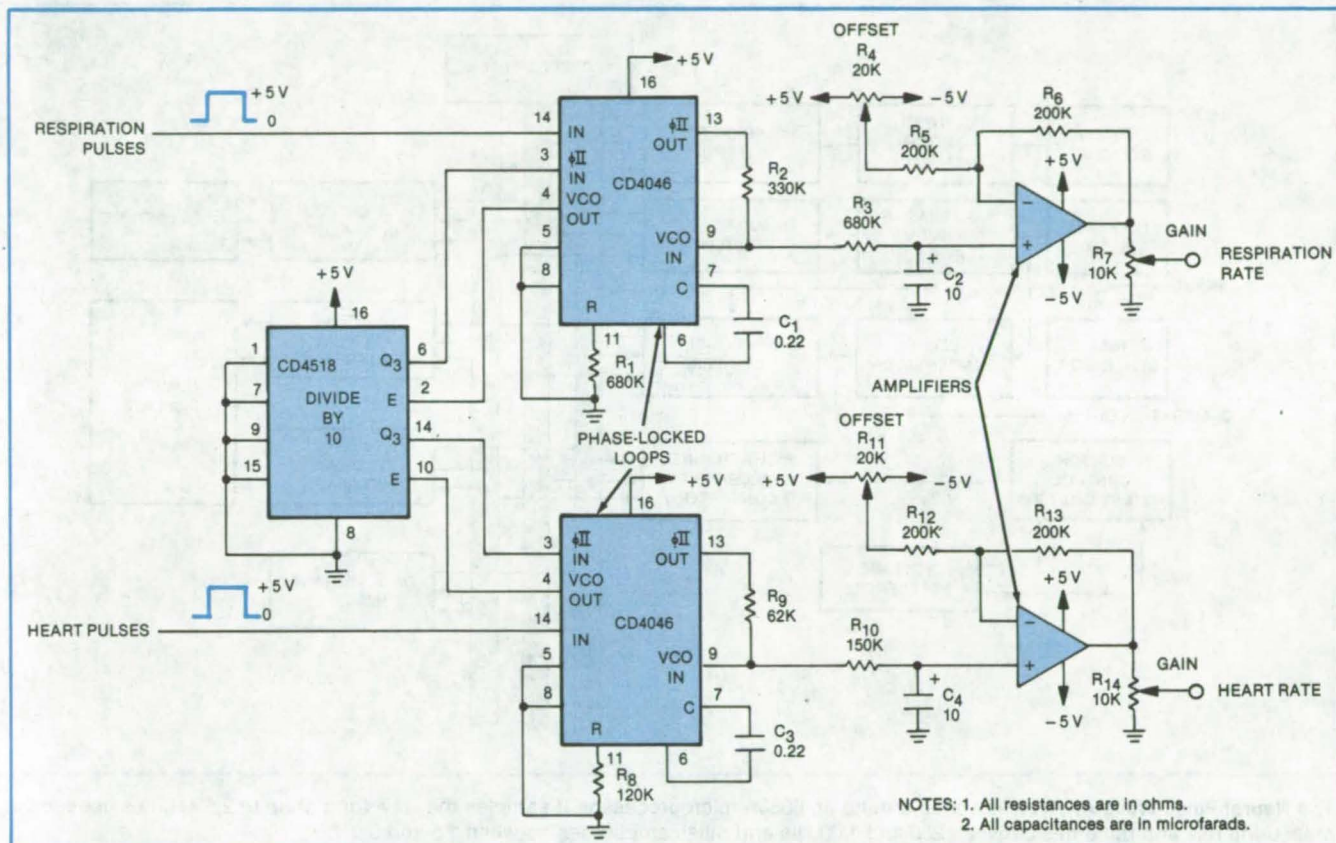 +5 V
0
RESPIRATION
PULSES
+5 V
16
14
IN
ϕII
OUT
13
3
ϕII
IN
4
VCO
OUT
CD4046
5
8
VCO
IN
9
7
C
R
11
6
R1
680K
C1
0.22
R2
330K
R3
680K
OFFSET
R4
20K
+5 V
−5 V
R5
200K
R6
200K
+5 V
−
+
−5 V
+
C2
10
GAIN
R7
10K
RESPIRATION
RATE
+5 V
16
1
CD4518
Q3
6
7
DIVIDE
BY
10
E
2
9
Q3
14
15
E
10
8
PHASE-LOCKED
LOOPS
AMPLIFIERS
+5 V
0
HEART PULSES
+5 V
16
3
ϕII
IN
ϕII
OUT
13
4
VCO
OUT
14
IN
CD4046
5
8
VCO
IN
9
7
C
R
11
6
R8
120K
C3
0.22
R9
62K
R10
150K
OFFSET
R11
20K
+5 V
−5 V
R12
200K
R13
200K
+5 V
−
+
−5 V
+
C4
10
GAIN
R14
10K
HEART RATE
NOTES: 1. All resistances are in ohms.
2. All capacitances are in microfarads.